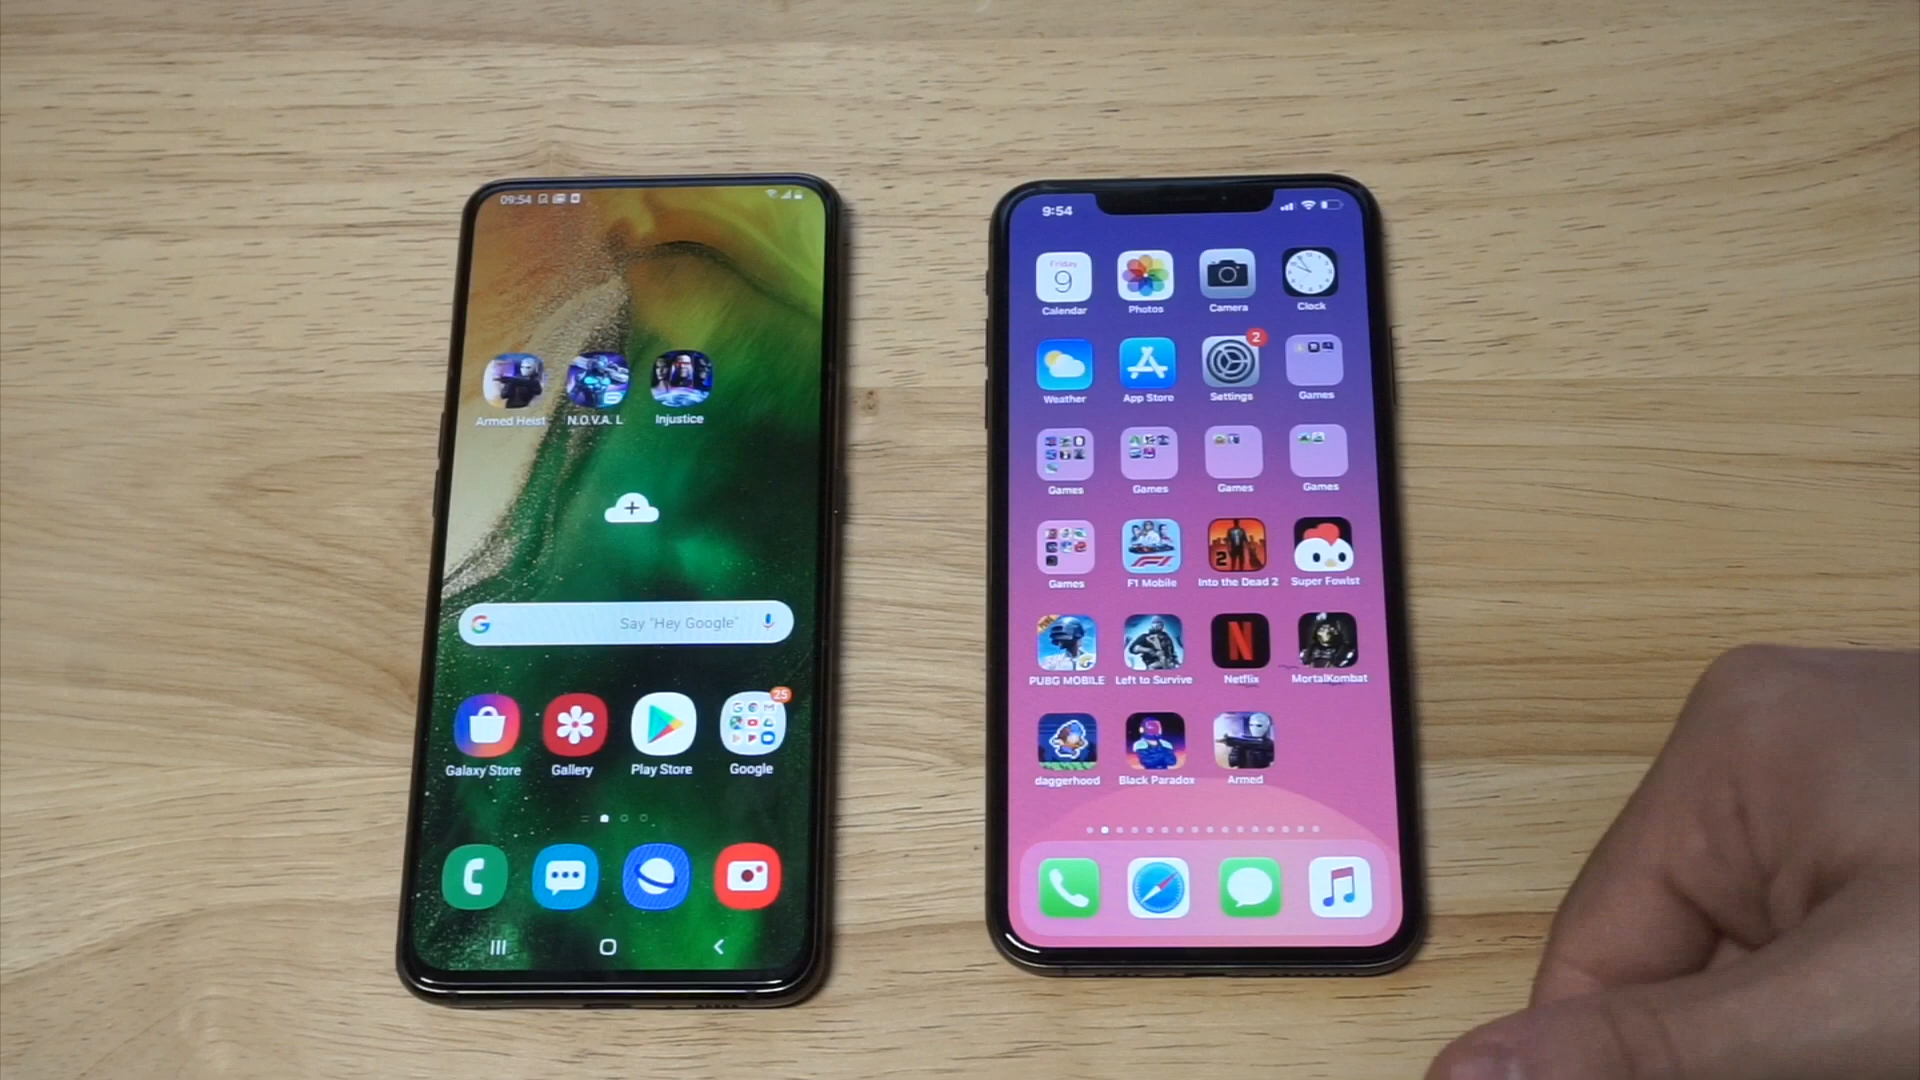 09:54
Armed Heist N.O.V.A. L Injustice
Say "Hey Google"
25
Galaxy Store Gallery Play Store Google
9:54
Friday
9
Calendar Photos Camera Clock
2
Weather App Store Settings Games
Games Games Games Games
Games F1 Mobile Into the Dead 2 Super Fowlst
2
PUBG MOBILE Left to Survive Netflix MortalKombat
N
daggerhood Black Paradox Armed